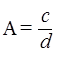 A = c/d